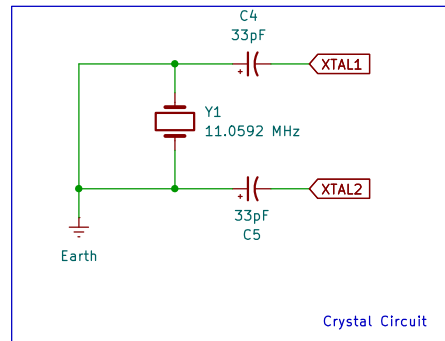 C4
33pF
XTAL1
Y1
11.0592 MHz
XTAL2
33pF
C5
Earth
Crystal Circuit